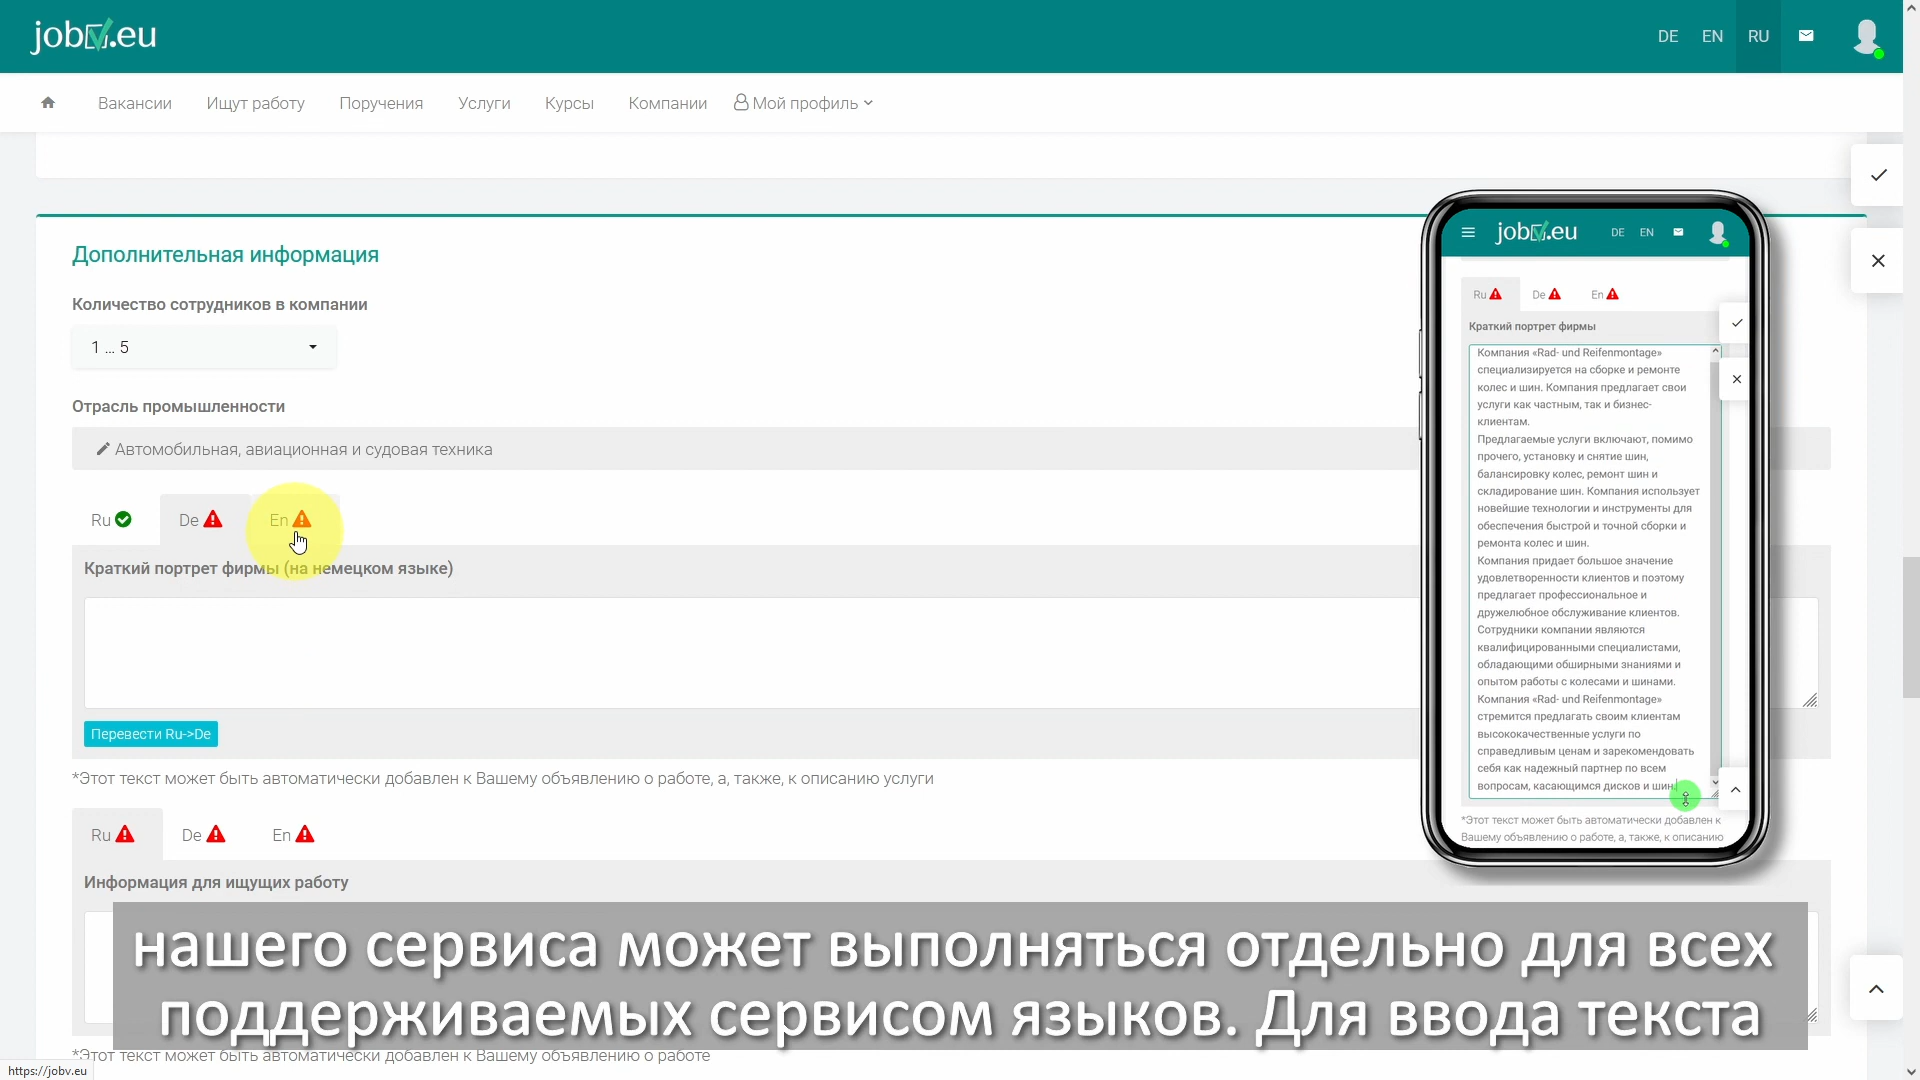 jobv.eu
DE EN RU
Вакансии Ищут работу Поручения Услуги Курсы Компании Мой профиль
Дополнительная информация
Количество сотрудников в компании
1 ... 5
Отрасль промышленности
Автомобильная, авиационная и судовая техника
Ru De En
Краткий портрет фирмы (на немецком языке)
Перевести Ru->De
*Этот текст может быть автоматически добавлен к Вашему объявлению о работе, а, также, к описанию услуги
Ru De En
Информация для ищущих работу
*Этот текст может быть автоматически добавлен к Вашему объявлению о работе
https://jobv.eu
jobv.eu DE EN
Ru De En
Краткий портрет фирмы
Компания «Rad- und Reifenmontage»
специализируется на сборке и ремонте
колес и шин. Компания предлагает свои
услуги как частным, так и бизнес-
клиентам.
Предлагаемые услуги включают, помимо
прочего, установку и снятие шин,
балансировку колес, ремонт шин и
складирование шин. Компания использует
новейшие технологии и инструменты для
обеспечения быстрой и точной сборки и
ремонта колес и шин.
Компания придает большое значение
удовлетворенности клиентов и поэтому
предлагает профессиональное и
дружелюбное обслуживание клиентов.
Сотрудники компании являются
квалифицированными специалистами,
обладающими обширными знаниями и
опытом работы с колесами и шинами.
Компания «Rad- und Reifenmontage»
стремится предлагать своим клиентам
высококачественные услуги по
справедливым ценам и зарекомендовать
себя как надежный партнер по всем
вопросам, касающимся дисков и шин.
*Этот текст может быть автоматически добавлен к
Вашему объявлению о работе, а, также, к описанию
нашего сервиса может выполняться отдельно для всех
поддерживаемых сервисом языков. Для ввода текста